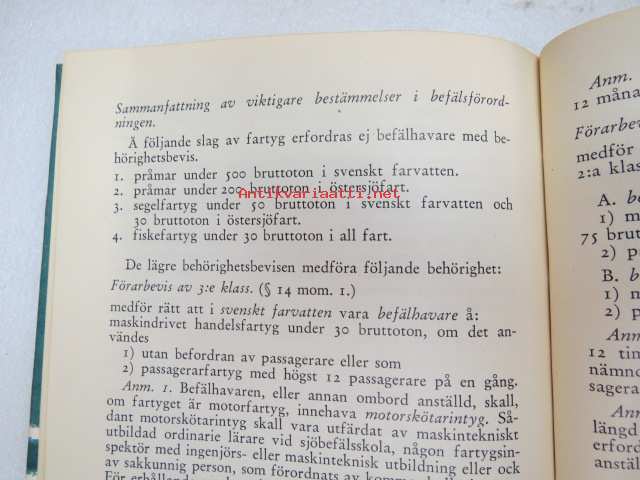 Sammanfattning av viktigare bestämmelser i befälsförord-
ningen.
Å följande slag av fartyg erfordras ej befälhavare med be-
hörighetsbevis.
1. pråmar under 500 bruttoton i svenskt farvatten.
2. pråmar under 200 bruttoton i östersjöfart.
Antikvariaatti.net
3. segelfartyg under 50 bruttoton i svenskt farvatten och
30 bruttoton i östersjöfart.
4. fiskefartyg under 30 bruttoton i all fart.
De lägre behörighetsbevisen medföra följande behörighet:
Förarbevis av 3:e klass. (§ 14 mom. 1.)
medför rätt att i svenskt farvatten vara befälhavare å:
maskindrivet handelsfartyg under 30 bruttoton, om det an-
vändes
1) utan befordran av passagerare eller som
2) passagerarfartyg med högst 12 passagerare på en gång.
Anm. 1. Befälhavaren, eller annan ombord anställd, skall,
om fartyget är motorfartyg, innehava motorskötarintyg. Så-
dant motorskötarintyg skall vara utfärdat av maskintekniskt
utbildad ordinarie lärare vid sjöbefälsskola, någon fartygsin-
spektör med ingenjörs- eller maskinteknisk utbildning eller ock
av sakkunnig person, som förordnats av
För erhållande
Anm.
12 måna
Förarbevis
medför
2:a klas
A. be
1) m
75 brut
2) p
B. b
1)
2) pas
Anm
12 tim
nämnd
sagera
Anm
längd
erford
anstäl